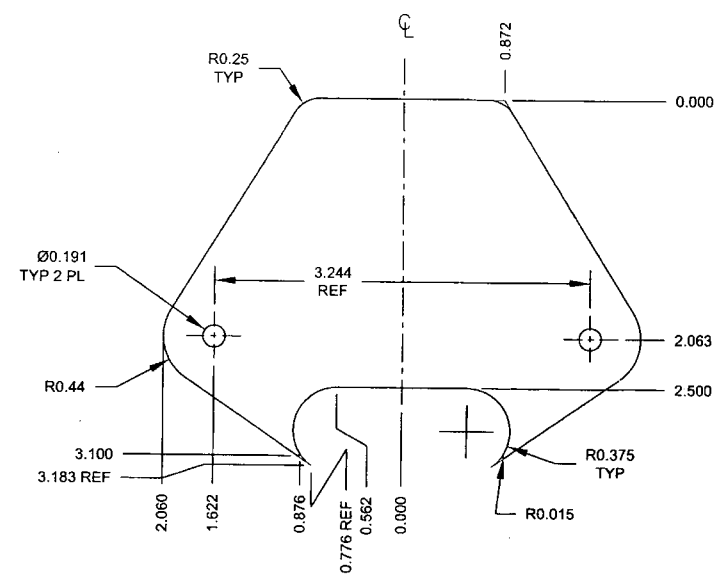 ℄
0.872
R0.25
TYP
0.000
Ø0.191
TYP 2 PL
3.244
REF
2.063
R0.44
2.500
3.100
3.183 REF
R0.375
TYP
R0.015
2.060
1.622
0.876
0.776 REF
0.562
0.000